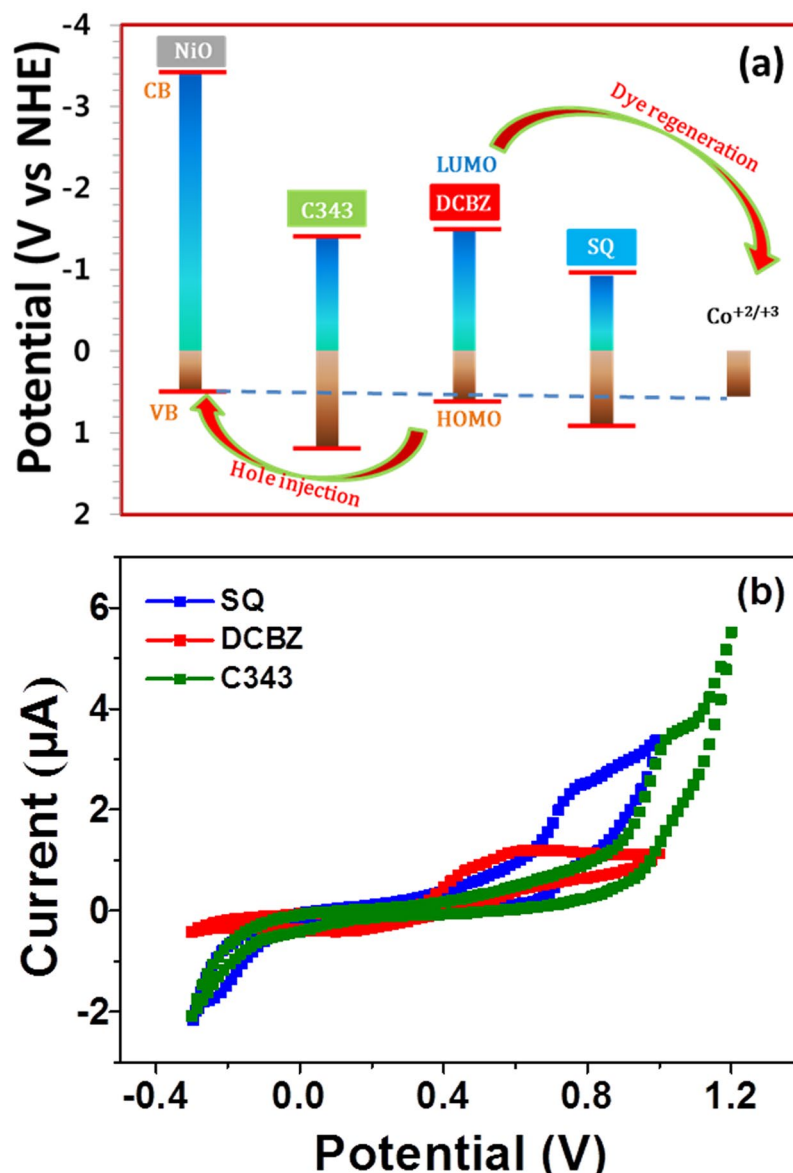 (a)
Potential (V vs NHE)
-4
-3
-2
-1
0
1
2
NiO
CB
VB
C343
LUMO
DCBZ
HOMO
SQ
Co+2/+3
Dye regeneration
Hole injection
(b)
SQ
DCBZ
C343
Current (µA)
6
4
2
0
-2
-0.4 0.0 0.4 0.8 1.2
Potential (V)